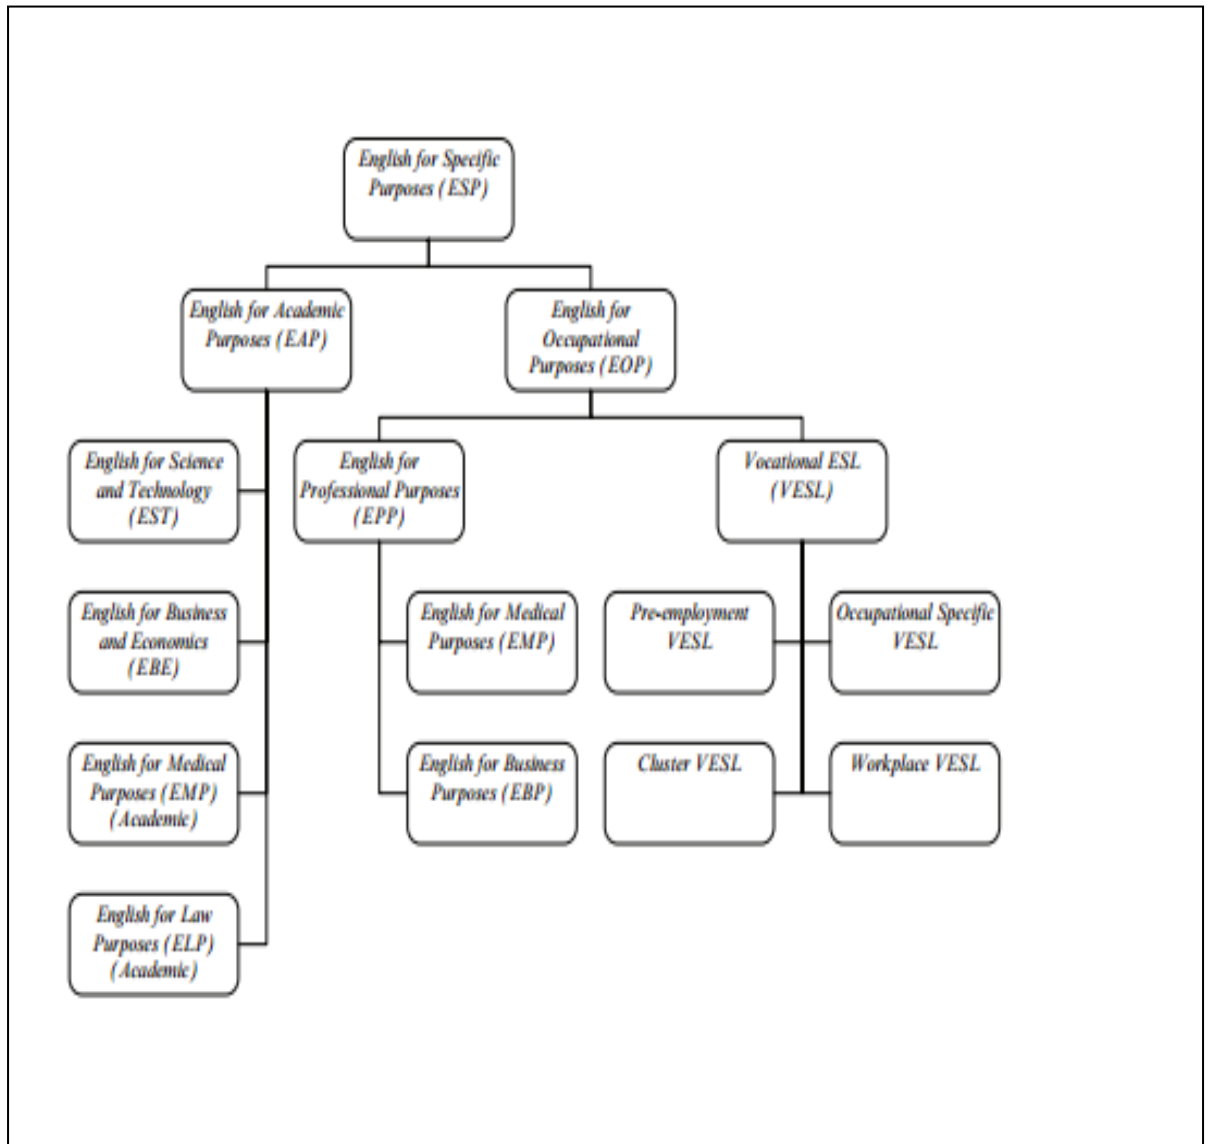 English for Specific
Purposes (ESP)
English for Academic
Purposes (EAP)
English for
Occupational
Purposes (EOP)
English for Science
and Technology
(EST)
English for
Professional Purposes
(EPP)
Vocational ESL
(VESL)
English for Business
and Economics
(EBE)
English for Medical
Purposes (EMP)
Pre-employment
VESL
Occupational Specific
VESL
English for Medical
Purposes (EMP)
(Academic)
English for Business
Purposes (EBP)
Cluster VESL
Workplace VESL
English for Law
Purposes (ELP)
(Academic)